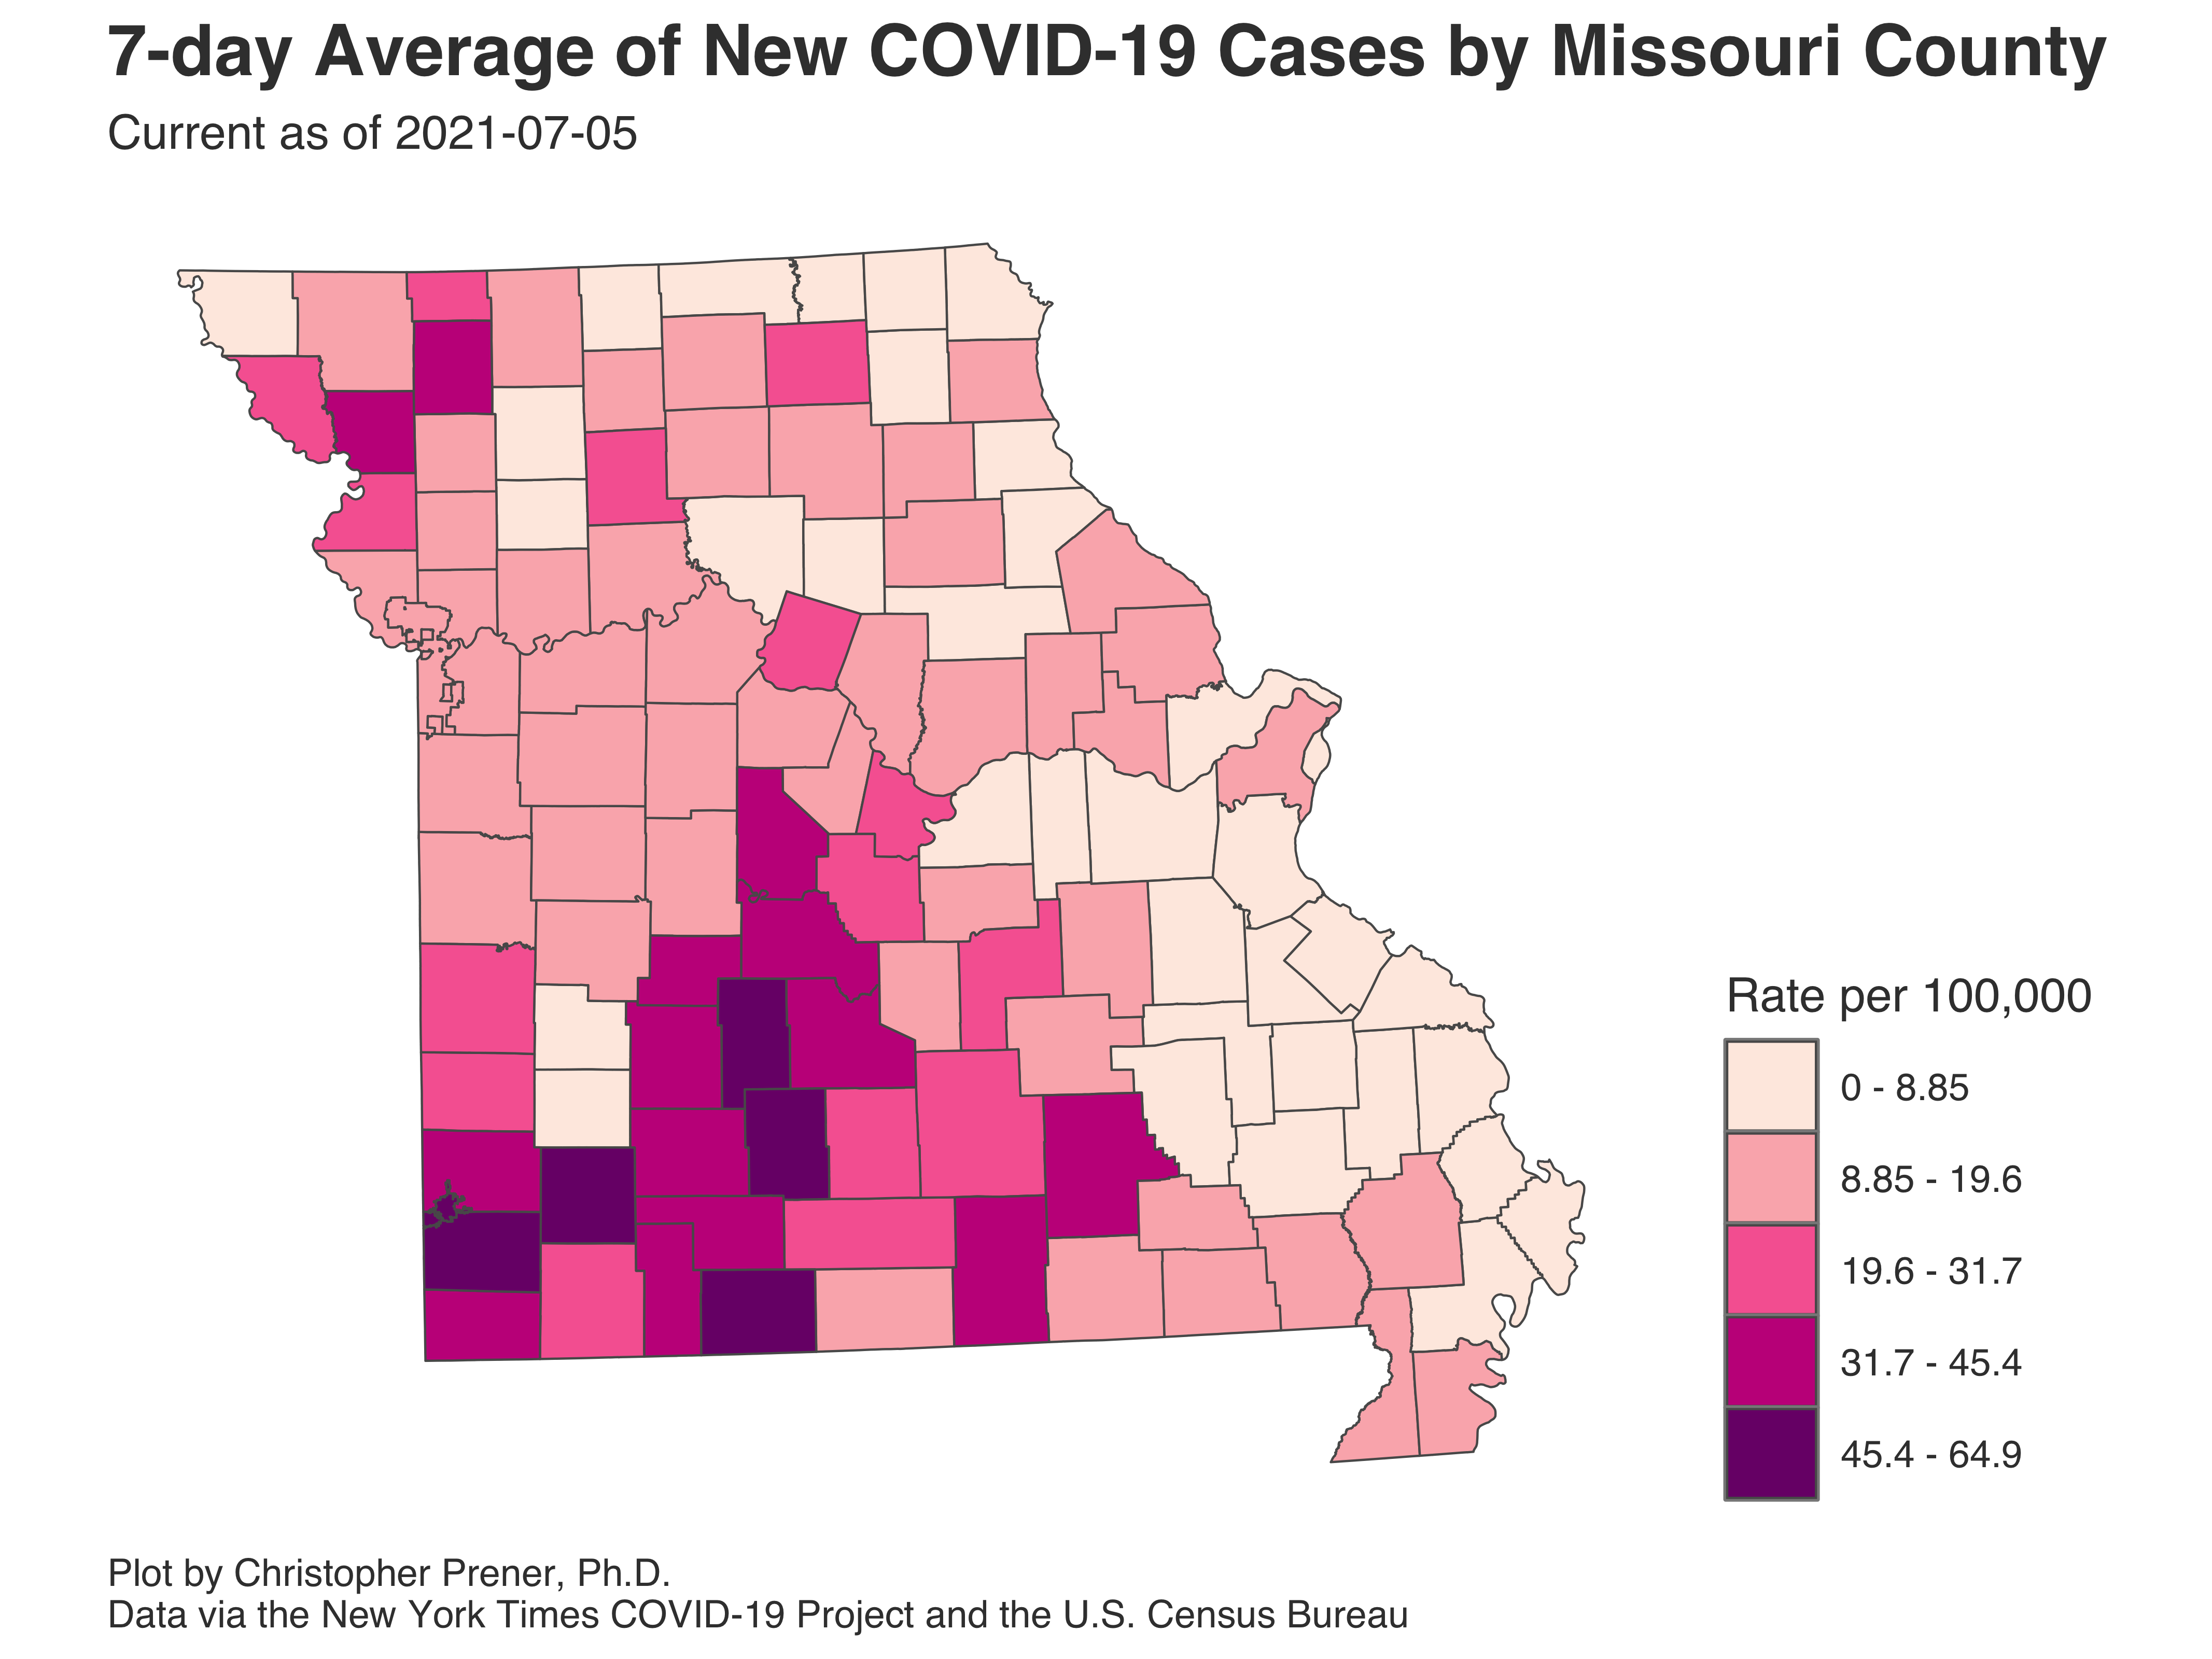 7-day Average of New COVID-19 Cases by Missouri County
Current as of 2021-07-05
Rate per 100,000
0 - 8.85
8.85 - 19.6
19.6 - 31.7
31.7 - 45.4
45.4 - 64.9
Plot by Christopher Prener, Ph.D.
Data via the New York Times COVID-19 Project and the U.S. Census Bureau